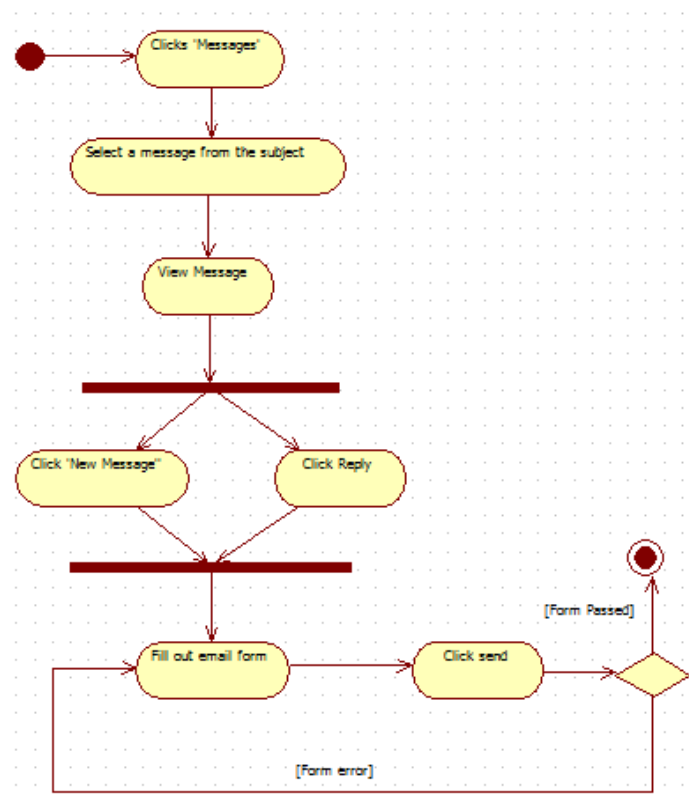 Clicks 'Messages'
Select a message from the subject
View Message
Click 'New Message"
Click Reply
[Form Passed]
Fill out email form
Click send
[Form error]